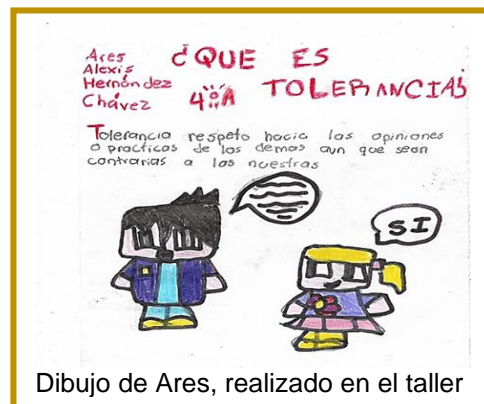 Ares
Alexis
Hernández
Chávez
¿QUE ES
4°"A"
TOLERANCIA?
Tolerancia respeto hacia las opiniones
o practicas de los demas aun que sean
contrarias a las nuestras
SI
Dibujo de Ares, realizado en el taller